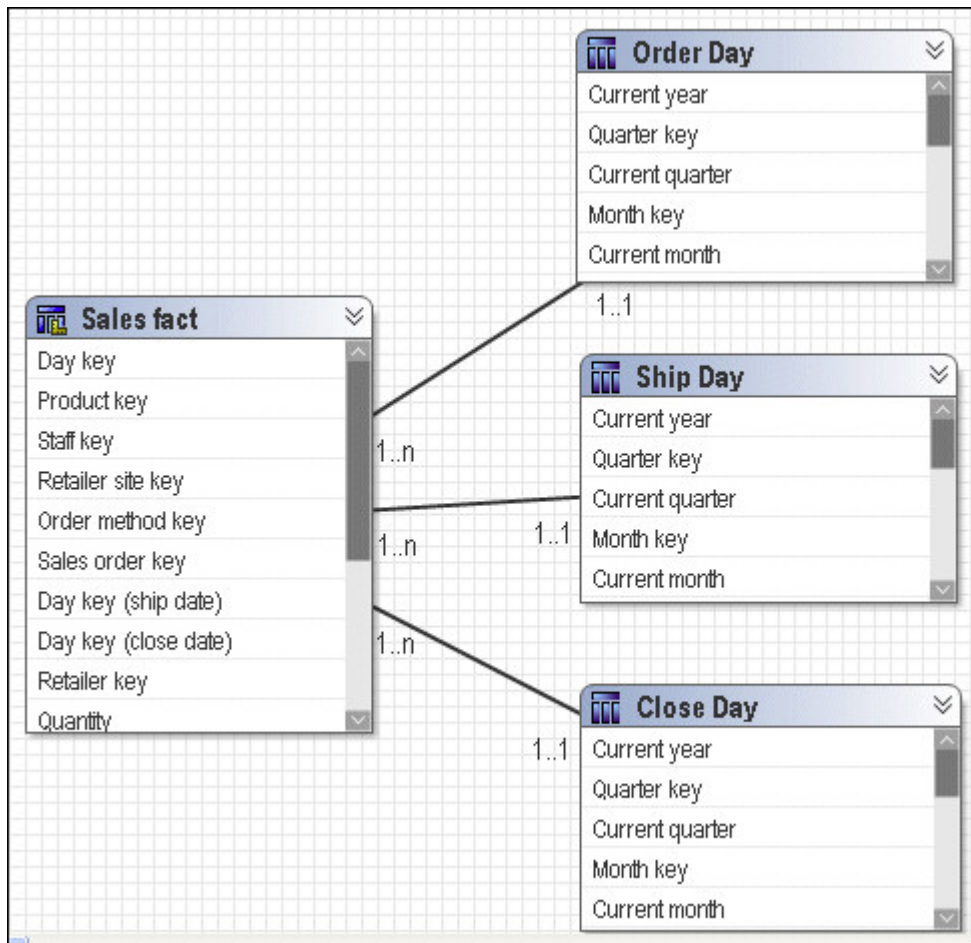 Order Day
Current year
Quarter key
Current quarter
Month key
Current month
1..1
Sales fact
Day key
Product key
Staff key
Retailer site key
Order method key
Sales order key
Day key (ship date)
Day key (close date)
Retailer key
Quantity
1..n
1..n
1..n
Ship Day
Current year
Quarter key
Current quarter
Month key
Current month
1..1
Close Day
Current year
Quarter key
Current quarter
Month key
Current month
1..1